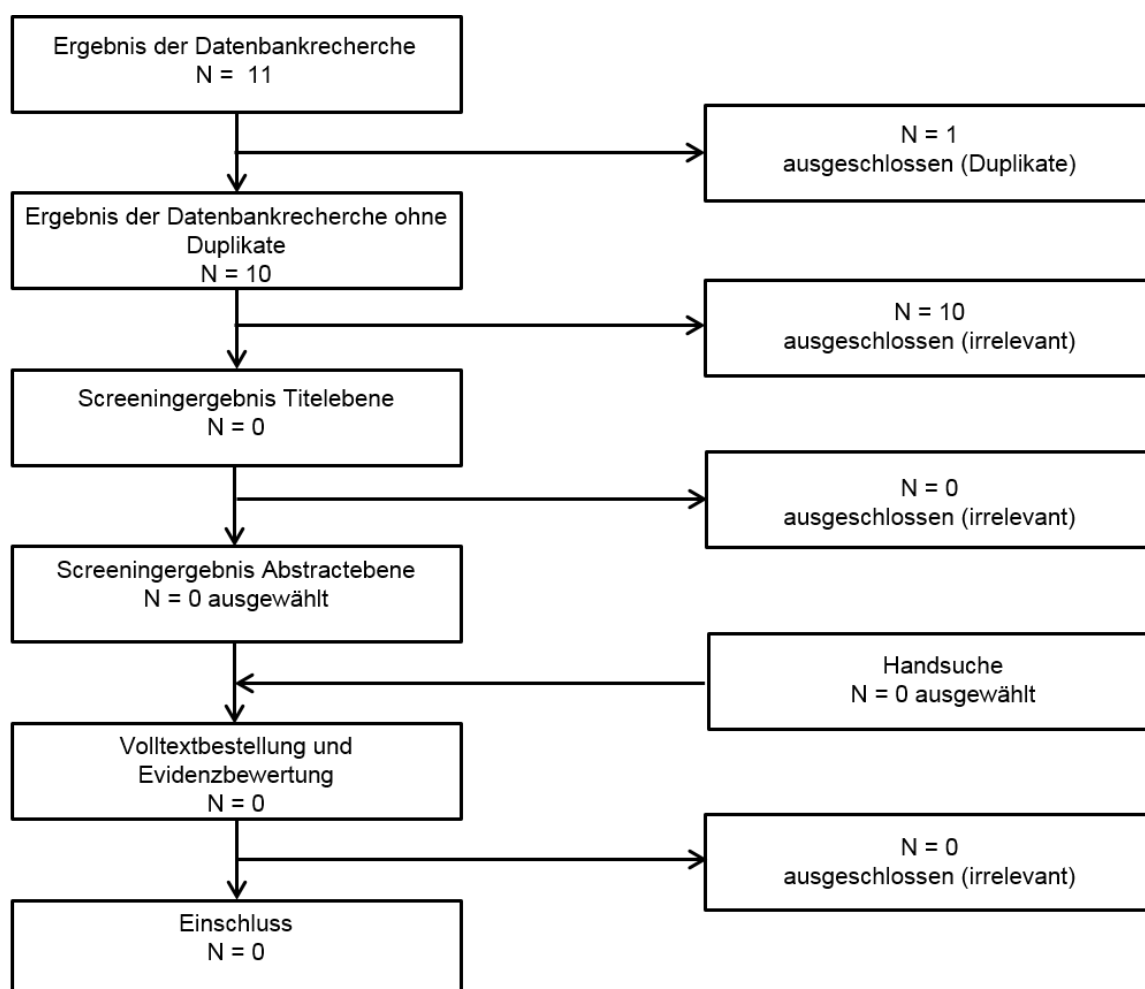 Ergebnis der Datenbankrecherche
N = 11
N = 1
ausgeschlossen (Duplikate)
Ergebnis der Datenbankrecherche ohne
Duplikate
N = 10
N = 10
ausgeschlossen (irrelevant)
Screeningergebnis Titelebene
N = 0
N = 0
ausgeschlossen (irrelevant)
Screeningergebnis Abstractebene
N = 0 ausgewählt
Handsuche
N = 0 ausgewählt
Volltextbestellung und
Evidenzbewertung
N = 0
N = 0
ausgeschlossen (irrelevant)
Einschluss
N = 0